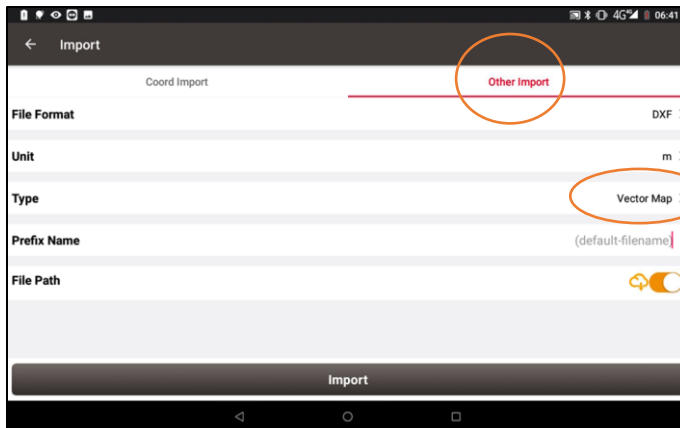 4G 06:41
Import
Coord Import Other Import
File Format DXF
Unit m
Type Vector Map
Prefix Name (default-filename)
File Path
Import